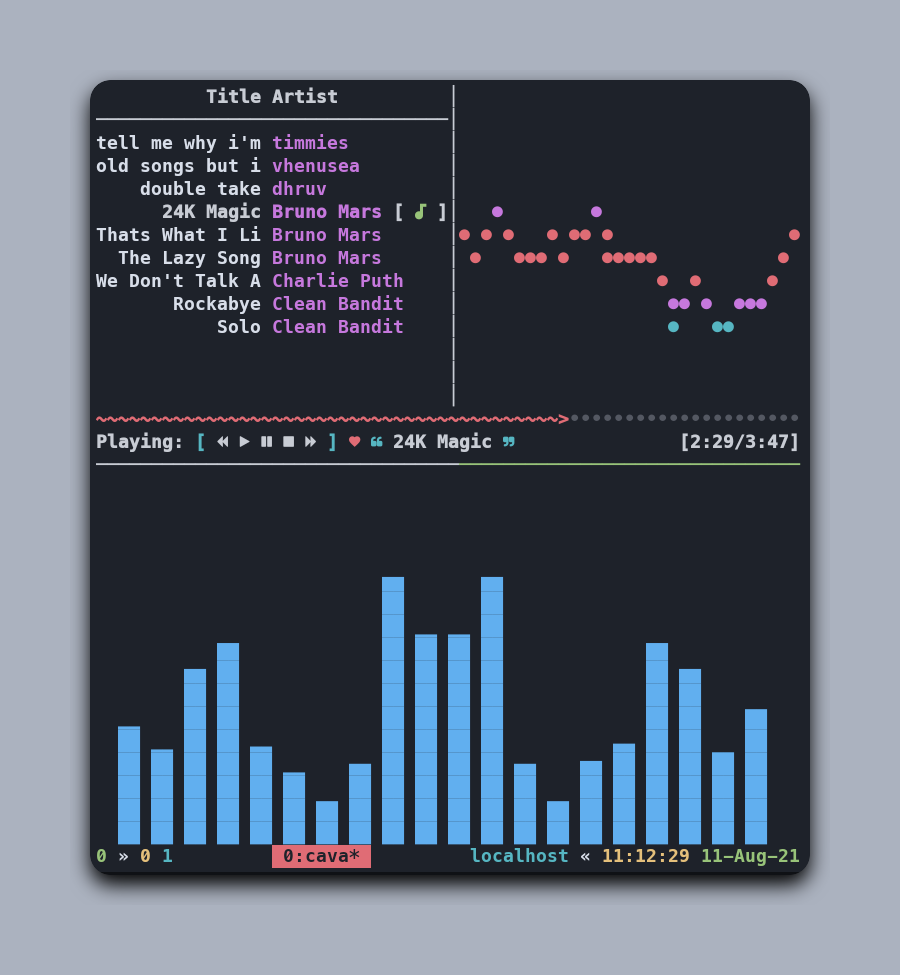 Title Artist
tell me why i'm timmies
old songs but i vhenusea
double take dhruv
24K Magic Bruno Mars [ ♪ ]
Thats What I Li Bruno Mars
The Lazy Song Bruno Mars
We Don't Talk A Charlie Puth
Rockabye Clean Bandit
Solo Clean Bandit
Playing: [ ⏪ ▶ ⏸ ⏹ ⏩ ] ♥ ❝ 24K Magic ❞ [2:29/3:47]
0 » 0 1 0:cava* localhost « 11:12:29 11-Aug-21